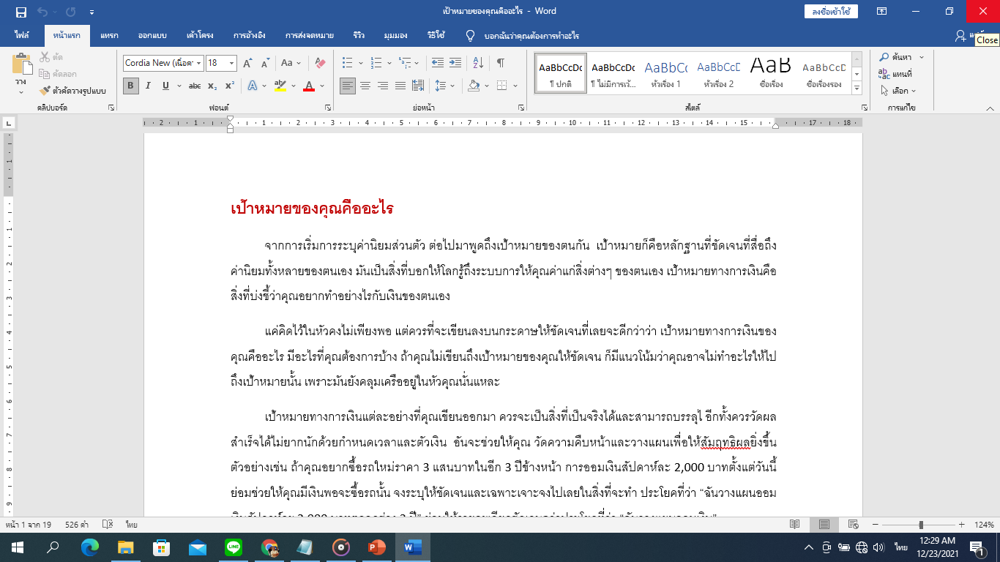 เป้าหมายของคุณคืออะไร - Word
ลงชื่อเข้าใช้
ไฟล์ หน้าแรก แทรก ออกแบบ เค้าโครง การอ้างอิง การส่งจดหมาย รีวิว มุมมอง วิธีใช้ บอกฉันว่าคุณต้องการทำอะไร
Close
วาง
ตัด
คัดลอก
ตัวคัดวางรูปแบบ
คลิปบอร์ด
Cordia New (เนื้อค 18
ฟอนต์
ย่อหน้า
AaBbCcDc AaBbCcDc AaBbCc AaBbCcD AaB AaBbCcD
¶ ปกติ ¶ ไม่มีการเว้... หัวเรื่อง 1 หัวเรื่อง 2 ชื่อเรื่อง ชื่อเรื่องรอง
สไตล์
ค้นหา
แทนที่
เลือก
การแก้ไข
2 1 1 2 3 4 5 6 7 8 9 10 11 12 13 14 15 17 18
เป้าหมายของคุณคืออะไร
จากการเริ่มการระบุค่านิยมส่วนตัว ต่อไปมาพูดถึงเป้าหมายของตนกัน เป้าหมายก็คือหลักฐานที่ชัดเจนที่สื่อถึง
ค่านิยมทั้งหลายของตนเอง มันเป็นสิ่งที่บอกให้โลกรู้ถึงระบบการให้คุณค่าแก่สิ่งต่างๆ ของตนเอง เป้าหมายทางการเงินคือ
สิ่งที่บ่งชี้ว่าคุณอยากทำอย่างไรกับเงินของตนเอง
แค่คิดไว้ในหัวคงไม่เพียงพอ แต่ควรที่จะเขียนลงบนกระดาษให้ชัดเจนที่เลยจะดีกว่าว่า เป้าหมายทางการเงินของ
คุณคืออะไร มีอะไรที่คุณต้องการบ้าง ถ้าคุณไม่เขียนถึงเป้าหมายของคุณให้ชัดเจน ก็มีแนวโน้มว่าคุณอาจไม่ทำอะไรให้ไป
ถึงเป้าหมายนั้น เพราะมันยังคลุมเครืออยู่ในหัวคุณนั่นแหละ
เป้าหมายทางการเงินแต่ละอย่างที่คุณเขียนออกมา ควรจะเป็นสิ่งที่เป็นจริงได้และสามารถบรรลุไ อีกทั้งควรวัดผล
สำเร็จได้ไม่ยากนักด้วยกำหนดเวลาและตัวเงิน อันจะช่วยให้คุณ วัดความคืบหน้าและวางแผนเพื่อให้สัมฤทธิผลยิ่งขึ้น
ตัวอย่างเช่น ถ้าคุณอยากซื้อรถใหม่ราคา 3 แสนบาทในอีก 3 ปีข้างหน้า การออมเงินสัปดาห์ละ 2,000 บาทตั้งแต่วันนี้
ย่อมช่วยให้คุณมีเงินพอจะซื้อรถนั้น จงระบุให้ชัดเจนและเฉพาะเจาะจงไปเลยในสิ่งที่จะทำ ประโยคที่ว่า “ฉันวางแผนออม
หน้า 1 จาก 19 526 คำ ไทย 124%
ไทย 12:29 AM
12/23/2021